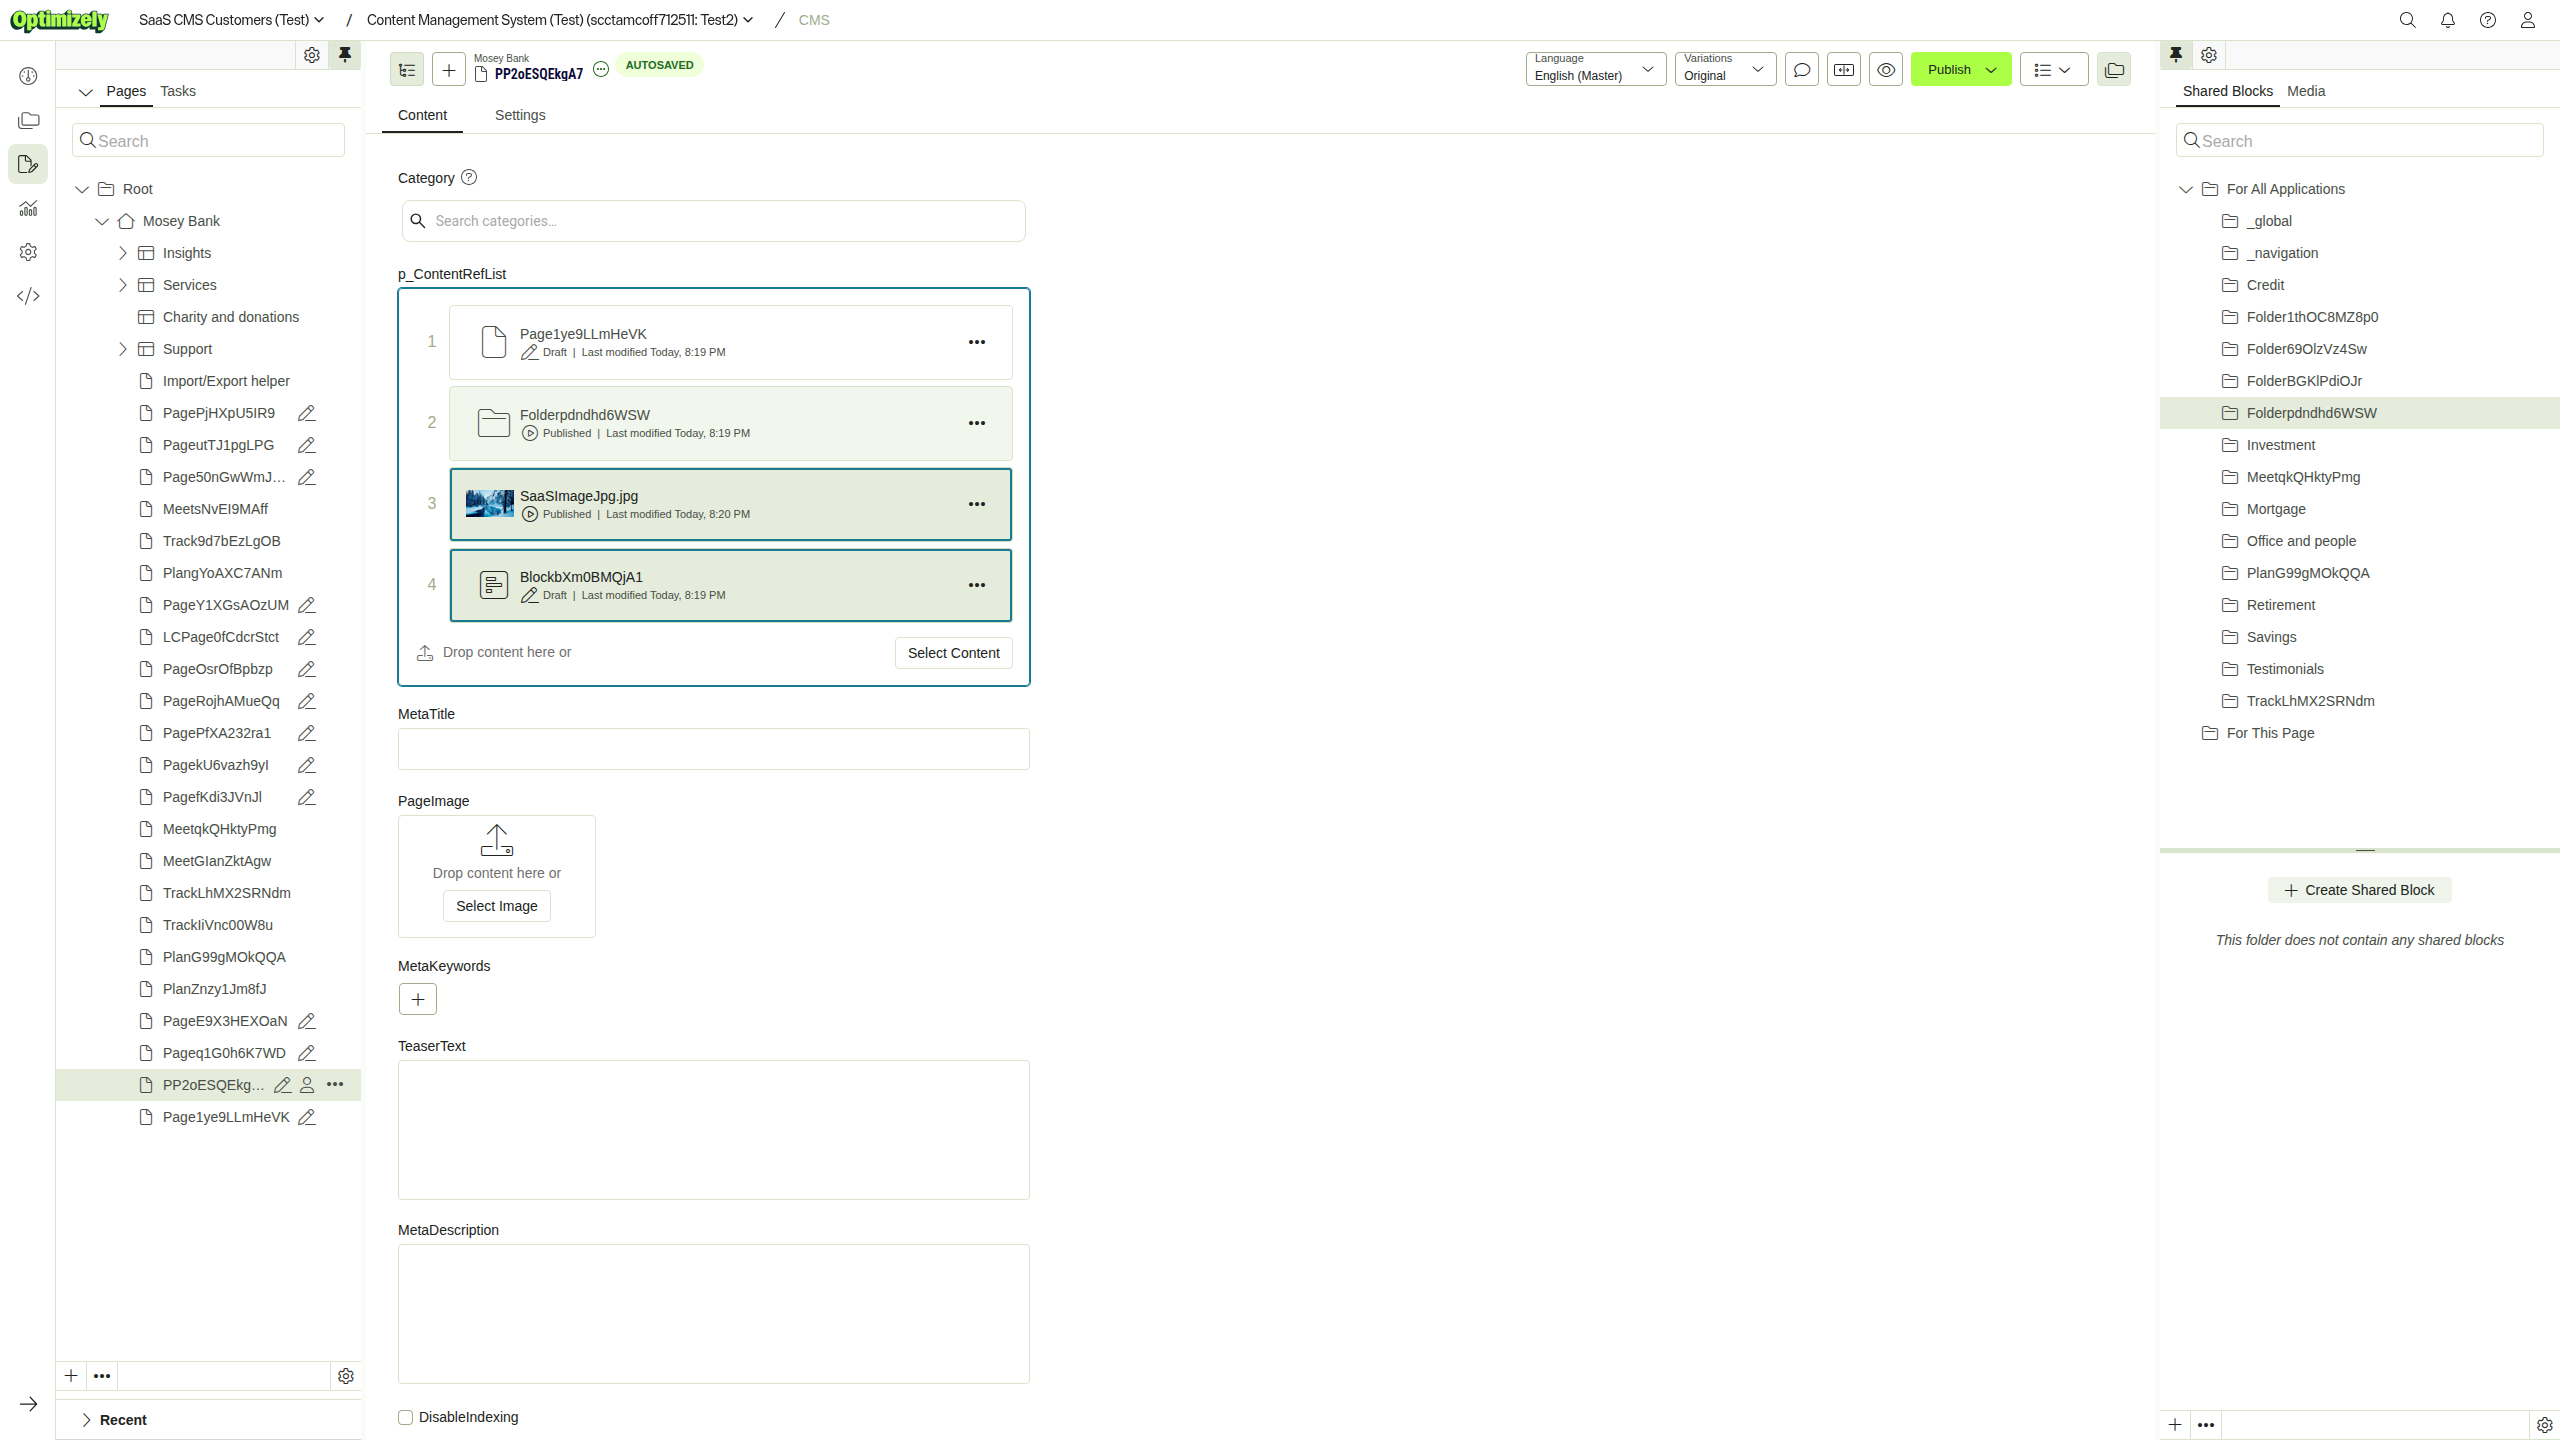 Optimizely
SaaS CMS Customers (Test) / Content Management System (Test) (scctamcoff712511: Test2) / CMS
Pages Tasks
Search
Root
Mosey Bank
Insights
Services
Charity and donations
Support
Import/Export helper
PagePjHXpU5IR9
PageutTJ1pgLPG
Page50nGwWmJ…
MeetsNvEI9MAff
Track9d7bEzLgOB
PlangYoAXC7ANm
PageY1XGsAOzUM
LCPage0fCdcrStct
PageOsrOfBpbzp
PageRojhAMueQq
PagePfXA232ra1
PagekU6vazh9yI
PagefKdi3JVnJl
MeetqkQHktyPmg
MeetGIanZktAgw
TrackLhMX2SRNdm
TrackIiVnc00W8u
PlanG99gMOkQQA
PlanZnzy1Jm8fJ
PageE9X3HEXOaN
Pageq1G0h6K7WD
PP2oESQEkg…
Page1ye9LLmHeVK
Recent
Mosey Bank
PP2oESQEkgA7
AUTOSAVED
Language
English (Master)
Variations
Original
Publish
Content Settings
Category
Search categories...
p_ContentRefList
1
Page1ye9LLmHeVK
Draft | Last modified Today, 8:19 PM
2
Folderpdndhd6WSW
Published | Last modified Today, 8:19 PM
3
SaaSImageJpg.jpg
Published | Last modified Today, 8:20 PM
4
BlockbXm0BMQjA1
Draft | Last modified Today, 8:19 PM
Drop content here or
Select Content
MetaTitle
PageImage
Drop content here or
Select Image
MetaKeywords
TeaserText
MetaDescription
DisableIndexing
Shared Blocks Media
Search
For All Applications
_global
_navigation
Credit
Folder1thOC8MZ8p0
Folder69OlzVz4Sw
FolderBGKlPdiOJr
Folderpdndhd6WSW
Investment
MeetqkQHktyPmg
Mortgage
Office and people
PlanG99gMOkQQA
Retirement
Savings
Testimonials
TrackLhMX2SRNdm
For This Page
Create Shared Block
This folder does not contain any shared blocks